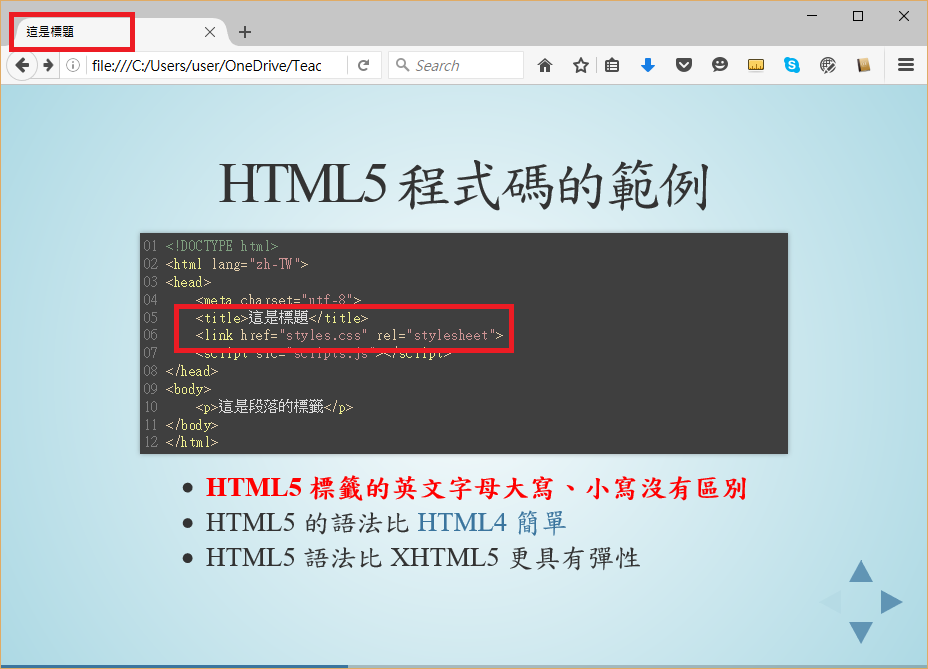 這是標題
file:///C:/Users/user/OneDrive/Teac
Search
HTML5 程式碼的範例
01 <!DOCTYPE html>
02 <html lang="zh-TW">
03 <head>
04 <meta charset="utf-8">
05 <title>這是標題</title>
06 <link href="styles.css" rel="stylesheet">
07 <script src="scripts.js"></script>
08 </head>
09 <body>
10 <p>這是段落的標籤</p>
11 </body>
12 </html>
HTML5 標籤的英文字母大寫、小寫沒有區別
HTML5 的語法比 HTML4 簡單
HTML5 語法比 XHTML5 更具有彈性